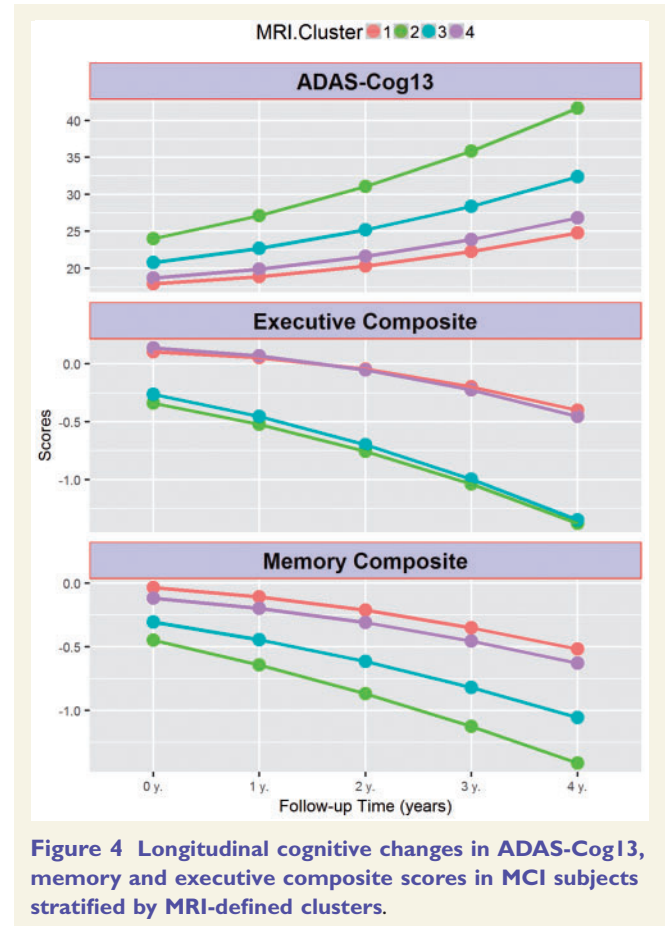 MRI.Cluster 1 2 3 4
ADAS-Cog13
40
35
30
25
20
Executive Composite
0.0
-0.5
-1.0
Scores
Memory Composite
0.0
-0.5
-1.0
0 y. 1 y. 2 y. 3 y. 4 y.
Follow-up Time (years)
Figure 4 Longitudinal cognitive changes in ADAS-Cog13,
memory and executive composite scores in MCI subjects
stratified by MRI-defined clusters.